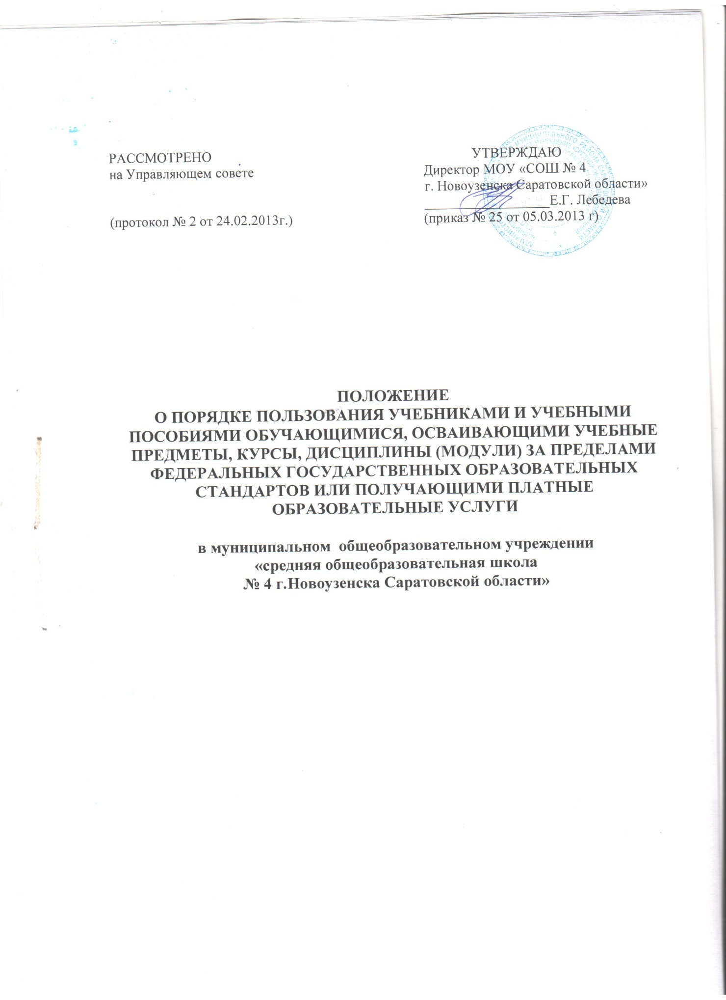 РАССМОТРЕНО
на Управляющем совете
(протокол № 2 от 24.02.2013г.)
УТВЕРЖДАЮ
Директор МОУ «СОШ № 4
г. Новоузенска Саратовской области»
Е.Г. Лебедева
(приказ № 25 от 05.03.2013 г)
МУНИЦИПАЛЬНОГО РАЙОНА
ПОЛОЖЕНИЕ
О ПОРЯДКЕ ПОЛЬЗОВАНИЯ УЧЕБНИКАМИ И УЧЕБНЫМИ
ПОСОБИЯМИ ОБУЧАЮЩИМИСЯ, ОСВАИВАЮЩИМИ УЧЕБНЫЕ
ПРЕДМЕТЫ, КУРСЫ, ДИСЦИПЛИНЫ (МОДУЛИ) ЗА ПРЕДЕЛАМИ
ФЕДЕРАЛЬНЫХ ГОСУДАРСТВЕННЫХ ОБРАЗОВАТЕЛЬНЫХ
СТАНДАРТОВ ИЛИ ПОЛУЧАЮЩИМИ ПЛАТНЫЕ
ОБРАЗОВАТЕЛЬНЫЕ УСЛУГИ
в муниципальном общеобразовательном учреждении
«средняя общеобразовательная школа
№ 4 г.Новоузенска Саратовской области»